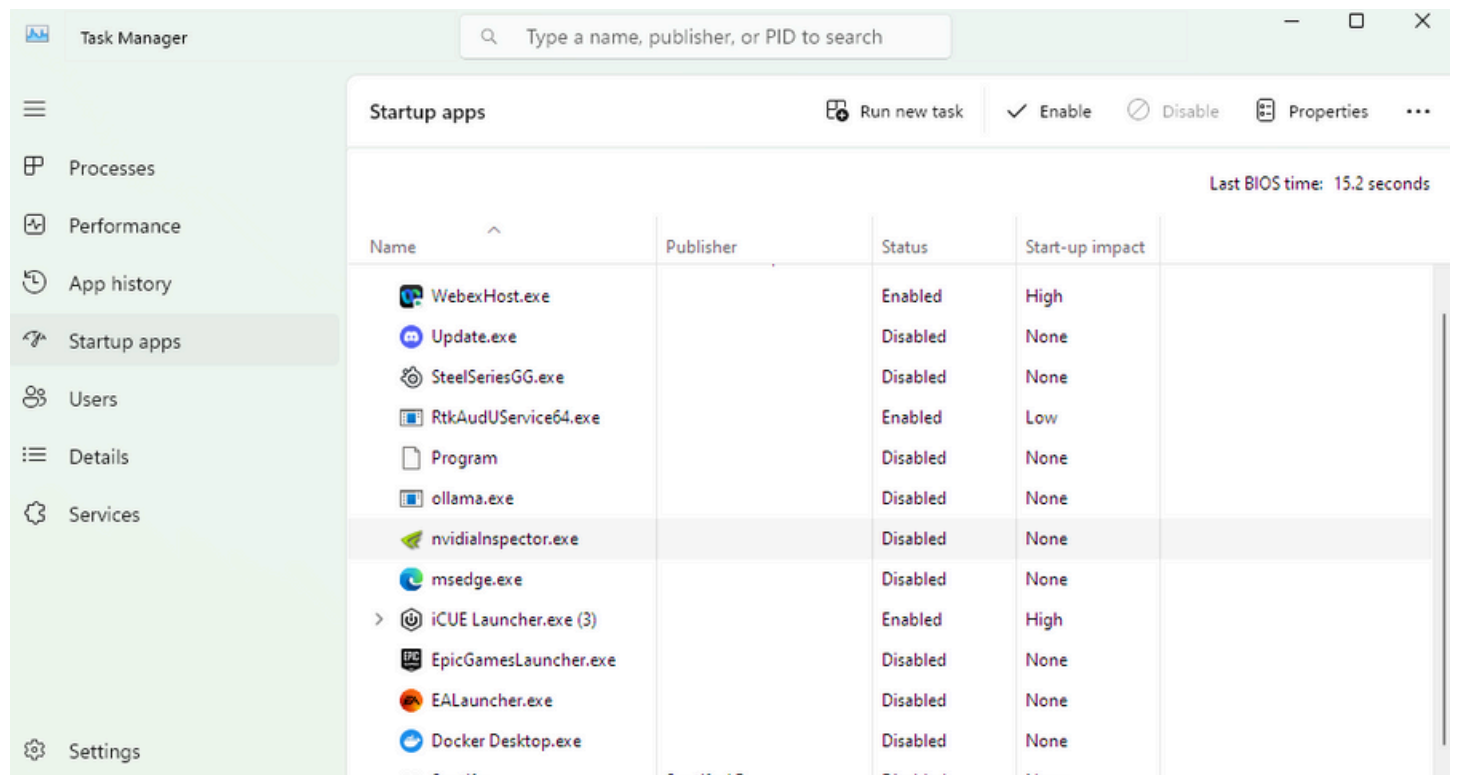 Task Manager
Type a name, publisher, or PID to search
Startup apps
Run new task
Enable
Disable
Properties
Processes
Performance
App history
Startup apps
Users
Details
Services
Settings
Last BIOS time: 15.2 seconds
Name Publisher Status Start-up impact
WebexHost.exe Enabled High
Update.exe Disabled None
SteelSeriesGG.exe Disabled None
RtkAudUService64.exe Enabled Low
Program Disabled None
ollama.exe Disabled None
nvidiaInspector.exe Disabled None
msedge.exe Disabled None
iCUE Launcher.exe (3) Enabled High
EPIC EpicGamesLauncher.exe Disabled None
EA EALauncher.exe Disabled None
Docker Desktop.exe Disabled None